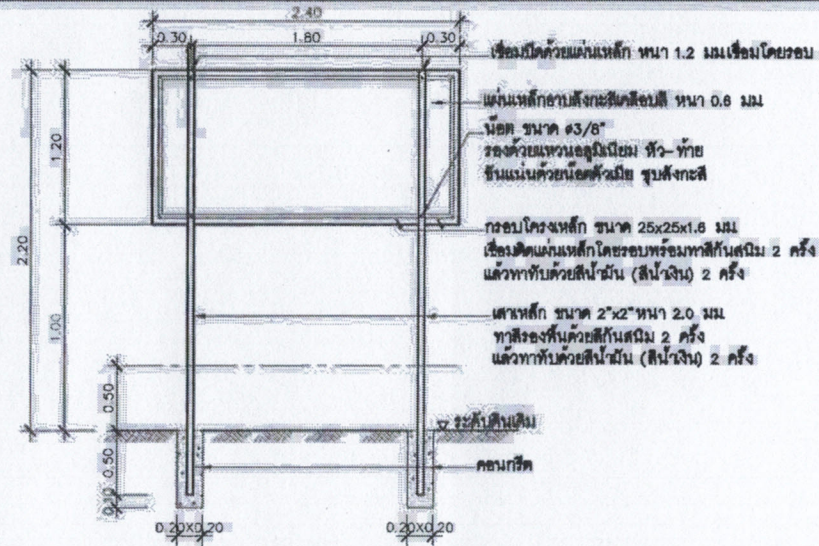 2.40
0.30 1.80 0.30
เชื่อมปิดด้วยแผ่นเหล็ก หนา 1.2 มม.เชื่อมโดยรอบ
แผ่นเหล็กอาบสังกะสีเคลือบสี หนา 0.6 มม.
น๊อต ขนาด ø3/8"
รองด้วยแหวนอลูมิเนียม หัว-ท้าย
ขันแน่นด้วยน๊อตตัวเมีย ชุบสังกะสี
1.20
2.20
กรอบโครงเหล็ก ขนาด 25x25x1.6 มม.
เชื่อมติดแผ่นเหล็กโดยรอบพร้อมทาสีกันสนิม 2 ครั้ง
แล้วทาทับด้วยสีน้ำมัน (สีน้ำเงิน) 2 ครั้ง
1.00
เสาเหล็ก ขนาด 2"x2" หนา 2.0 มม.
ทาสีรองพื้นด้วยสีกันสนิม 2 ครั้ง
แล้วทาทับด้วยสีน้ำมัน (สีน้ำเงิน) 2 ครั้ง
0.50
ระดับดินเดิม
0.50
คอนกรีต
0.10
0.20X0.20 0.20X0.20